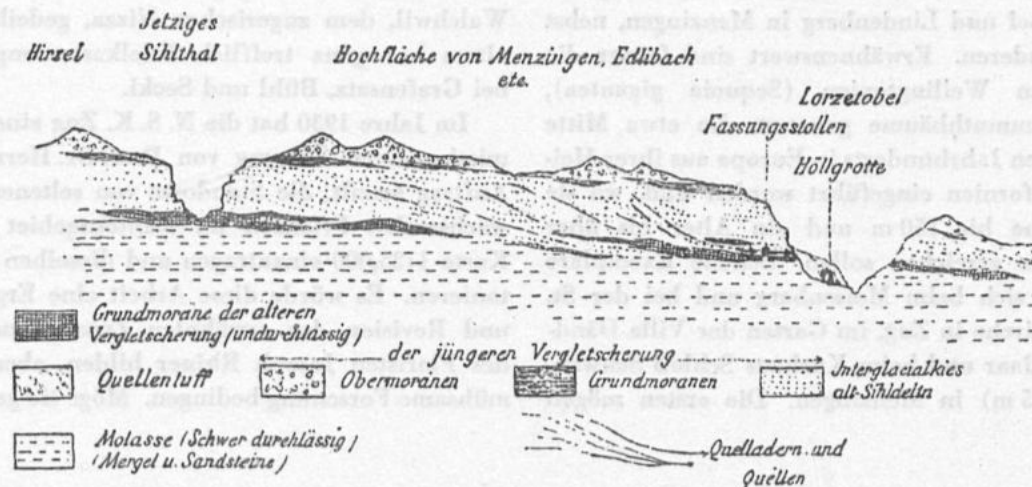 Jetziges
Hirzel Sihlthal Hochfläche von Menzingen, Edlibach
etc.
Lorzetobel
Fassungsstollen
Höllgrotte
Grundmoräne der älteren
Vergletscherung (undurchlässig)
der jüngeren Vergletscherung
Quellentuff
Obermoränen
Grundmoränen
Interglacialkies
alt-Sihldelta
Molasse (Schwer durchlässig)
(Mergel u. Sandsteine)
Quelladern und
Quellen